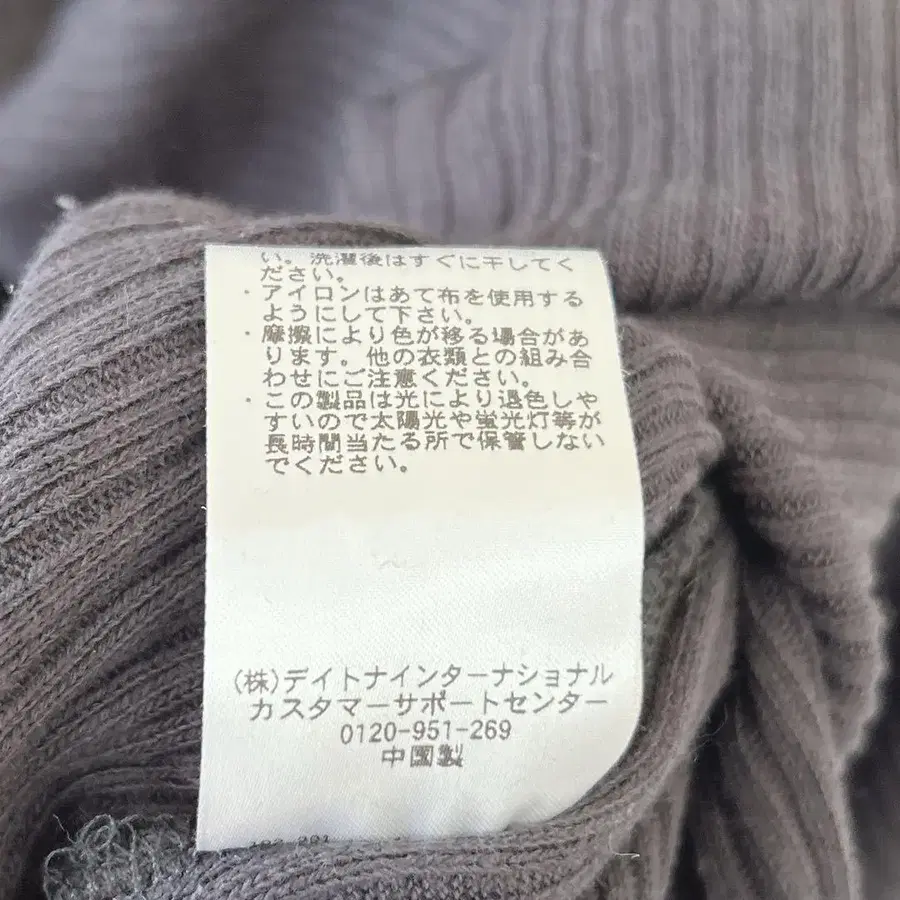 い。洗濯後はすぐに干してく
ださい。
・アイロンはあて布を使用する
ようにして下さい。
・摩擦により色が移る場合があ
ります。他の衣類との組み合
わせにご注意ください。
・この製品は光により退色しや
すいので太陽光や蛍光灯等が
長時間当たる所で保管しない
でください。
(株)デイトナインターナショナル
カスタマーサポートセンター
0120-951-269
中国製